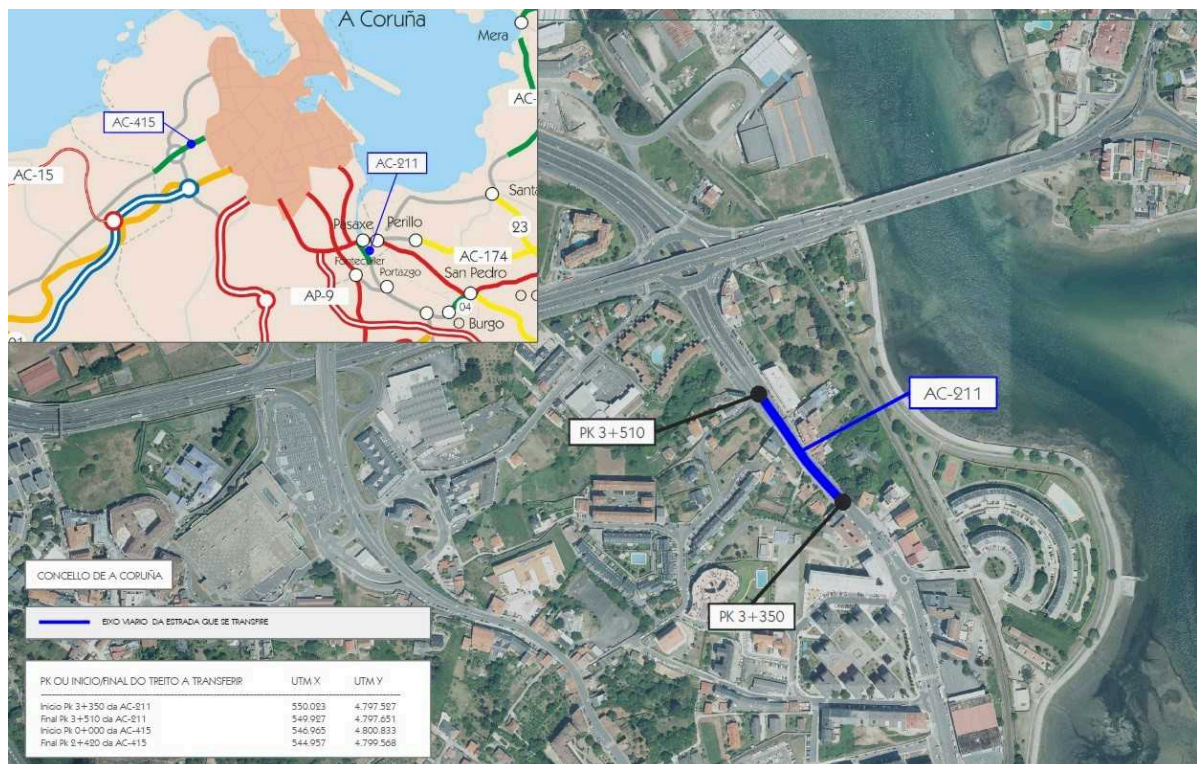 A Coruña
Mera
AC-
AC-415
AC-211
AC-15
Santa
Pasaxe
Perillo
23
AC-174
Portazgo
San Pedro
AP-9
04
O Burgo
AC-211
PK 3+510
PK 3+350
CONCELLO DE A CORUÑA
EIXO VIARIO DA ESTRADA QUE SE TRANSFIRE
PK OU INICIO/FINAL DO TREITO A TRANSFERIR UTM X UTM Y
Inicio Pk 3+350 da AC-211 550.023 4.797.527
Final Pk 3+510 da AC-211 549.927 4.797.651
Inicio Pk 0+000 da AC-415 546.965 4.800.833
Final Pk 2+420 da AC-415 544.957 4.799.568